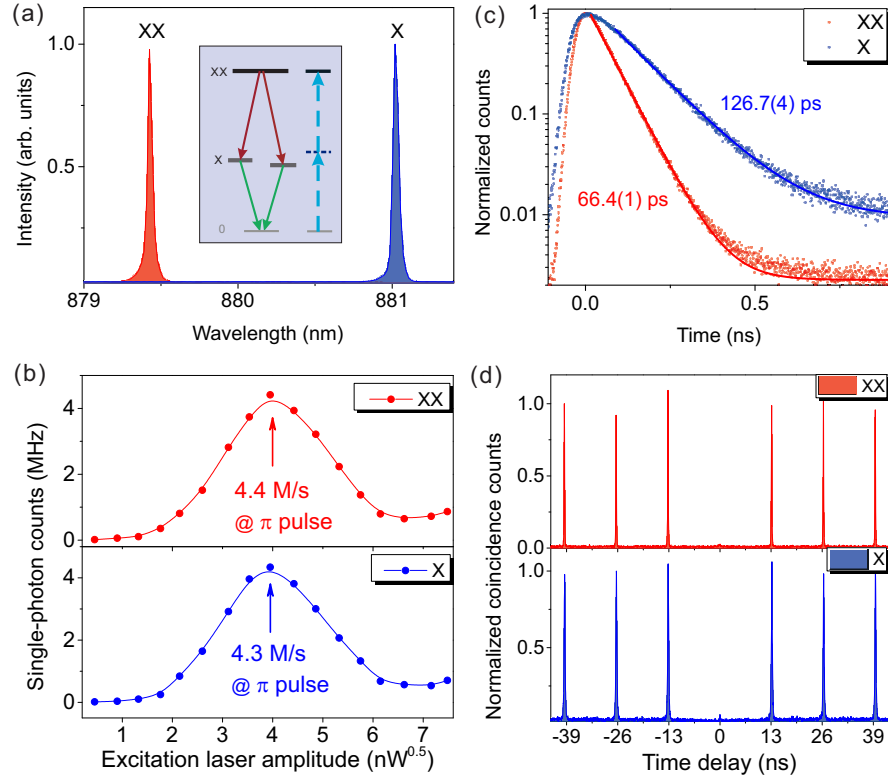 (a)
XX
X
1.0
0.5
Intensity (arb. units)
XX
X
0
879
880
881
Wavelength (nm)
(c)
XX
X
1
0.1
0.01
Normalized counts
126.7(4) ps
66.4(1) ps
0.0
0.5
Time (ns)
(b)
XX
4
2
0
4.4 M/s
@ π pulse
Single-photon counts (MHz)
X
4
2
0
4.3 M/s
@ π pulse
1
2
3
4
5
6
7
Excitation laser amplitude (nW^0.5)
(d)
XX
1.0
0.5
0.0
Normalized coincidence counts
X
1.0
0.5
-39
-26
-13
0
13
26
39
Time delay (ns)